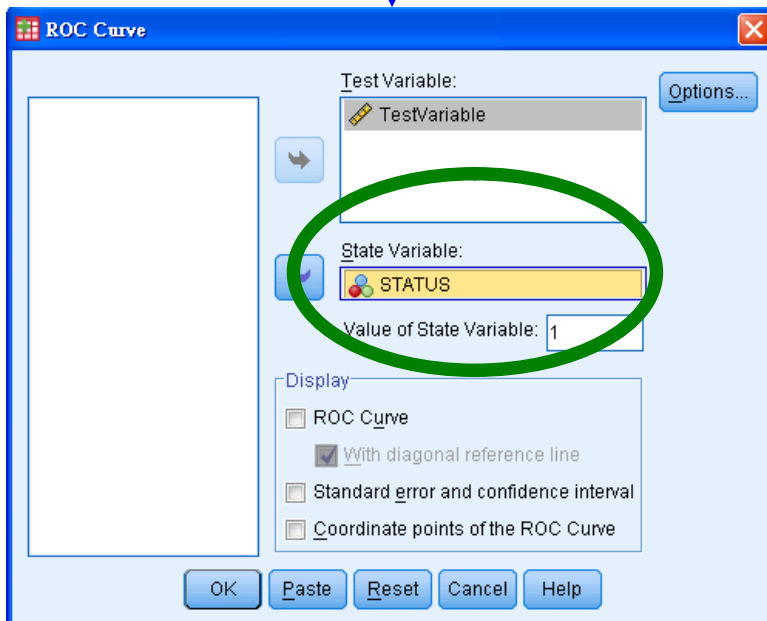 ROC Curve
Test Variable:
Options...
TestVariable
State Variable:
STATUS
Value of State Variable: 1
Display
ROC Curve
With diagonal reference line
Standard error and confidence interval
Coordinate points of the ROC Curve
OK Paste Reset Cancel Help